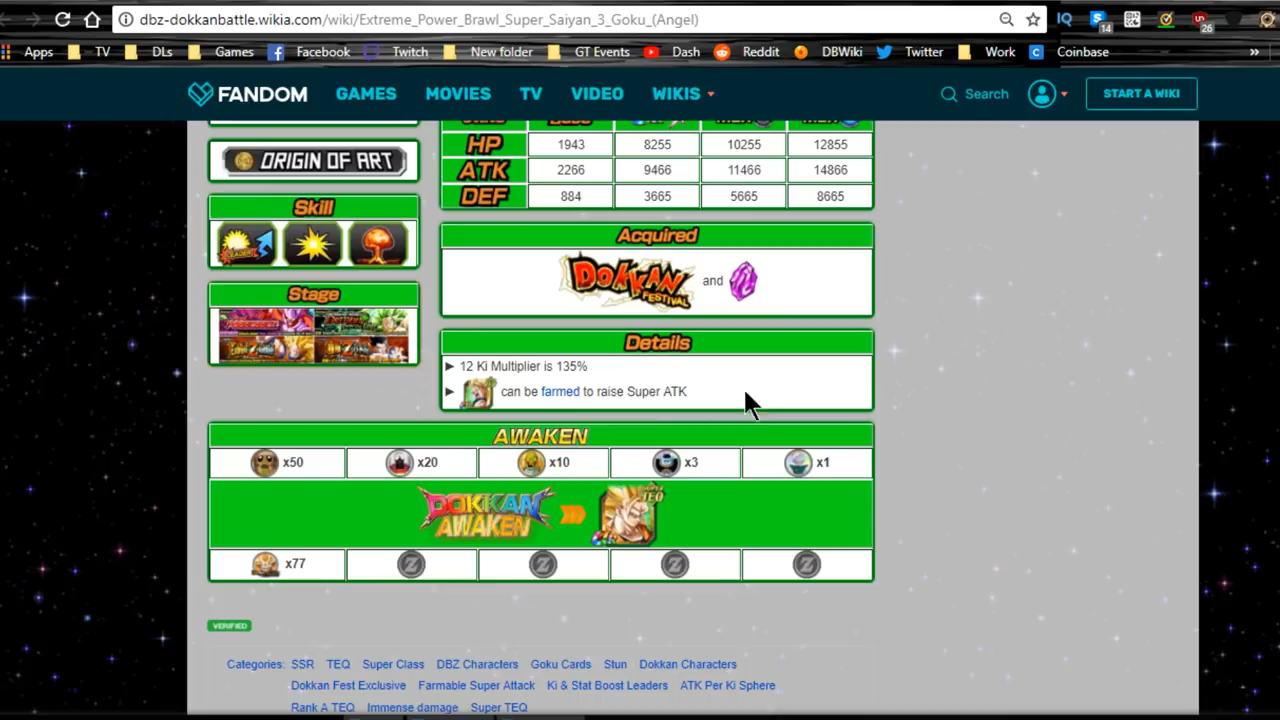 dbz-dokkanbattle.wikia.com/wiki/Extreme_Power_Brawl_Super_Saiyan_3_Goku_(Angel)
14
26
Apps TV DLs Games Facebook Twitch New folder GT Events Dash Reddit DBWiki Twitter Work Coinbase »
FANDOM GAMES MOVIES TV VIDEO WIKIS Search START A WIKI
HP 1943 8255 10255 12855
ATK 2266 9466 11466 14866
DEF 884 3665 5665 8665
ORIGIN OF ART
Skill
LEADER
Stage
Acquired
DOKKAN FESTIVAL and
Details
► 12 Ki Multiplier is 135%
► can be farmed to raise Super ATK
AWAKEN
x50 x20 x10 x3 x1
DOKKAN AWAKEN SUPER TEQ
x77 Z Z Z Z
VERIFIED
Categories: SSR TEQ Super Class DBZ Characters Goku Cards Stun Dokkan Characters
Dokkan Fest Exclusive Farmable Super Attack Ki & Stat Boost Leaders ATK Per Ki Sphere
Rank A TEQ Immense damage Super TEQ